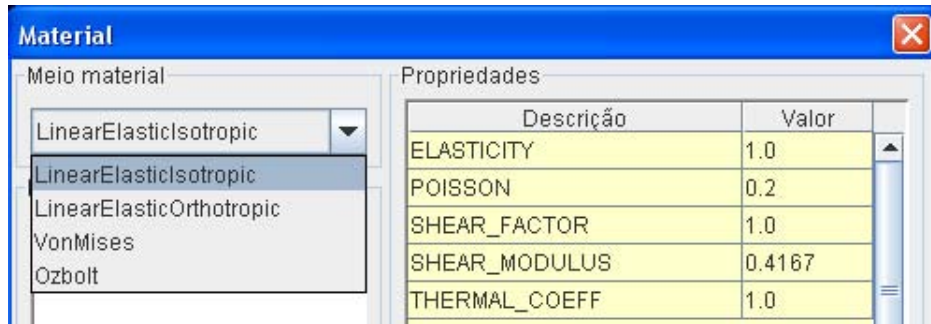 Material
Meio material
LinearElasticIsotropic
LinearElasticIsotropic
LinearElasticOrthotropic
VonMises
Ozbolt
Propriedades
Descrição Valor
ELASTICITY 1.0
POISSON 0.2
SHEAR_FACTOR 1.0
SHEAR_MODULUS 0.4167
THERMAL_COEFF 1.0